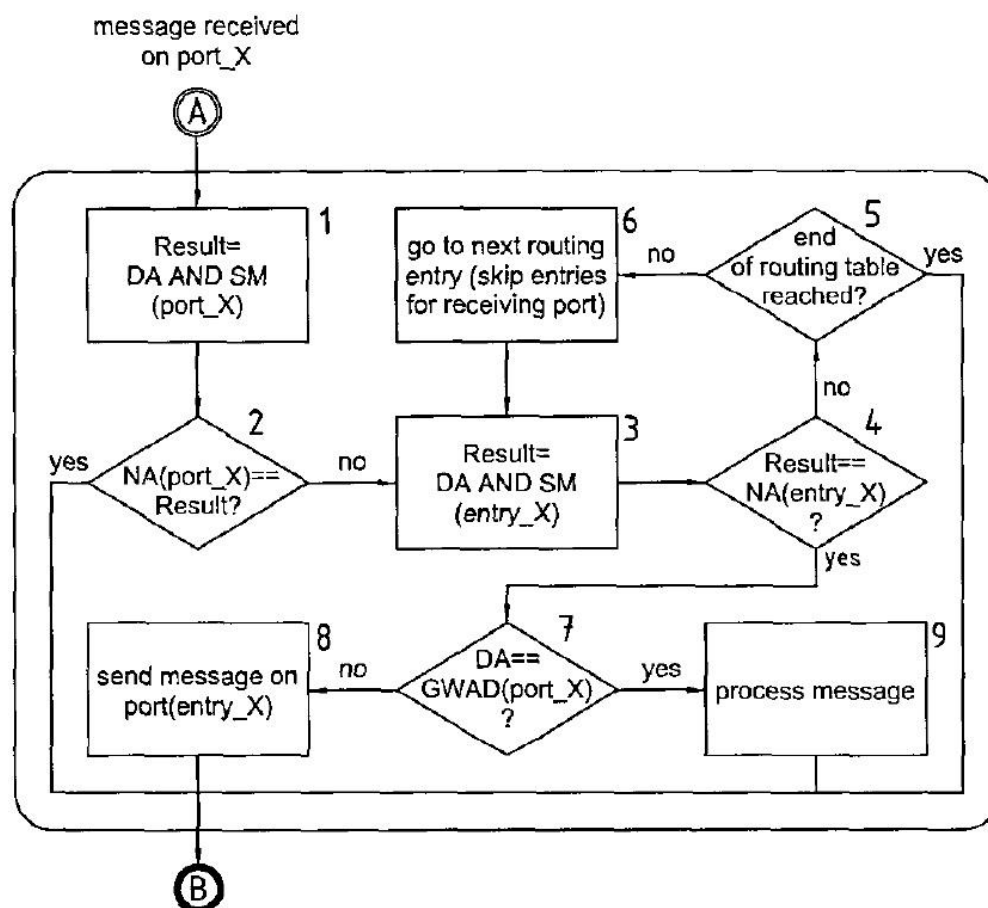 message received
on port_X
A
1
Result=
DA AND SM
(port_X)
6
go to next routing
entry (skip entries
for receiving port)
no
5
end
of routing table
reached?
yes
no
2
yes
NA(port_X)==
Result?
no
3
Result=
DA AND SM
(entry_X)
4
Result==
NA(entry_X)
?
yes
8
send message on
port(entry_X)
no
7
DA==
GWAD(port_X)
?
yes
9
process message
B